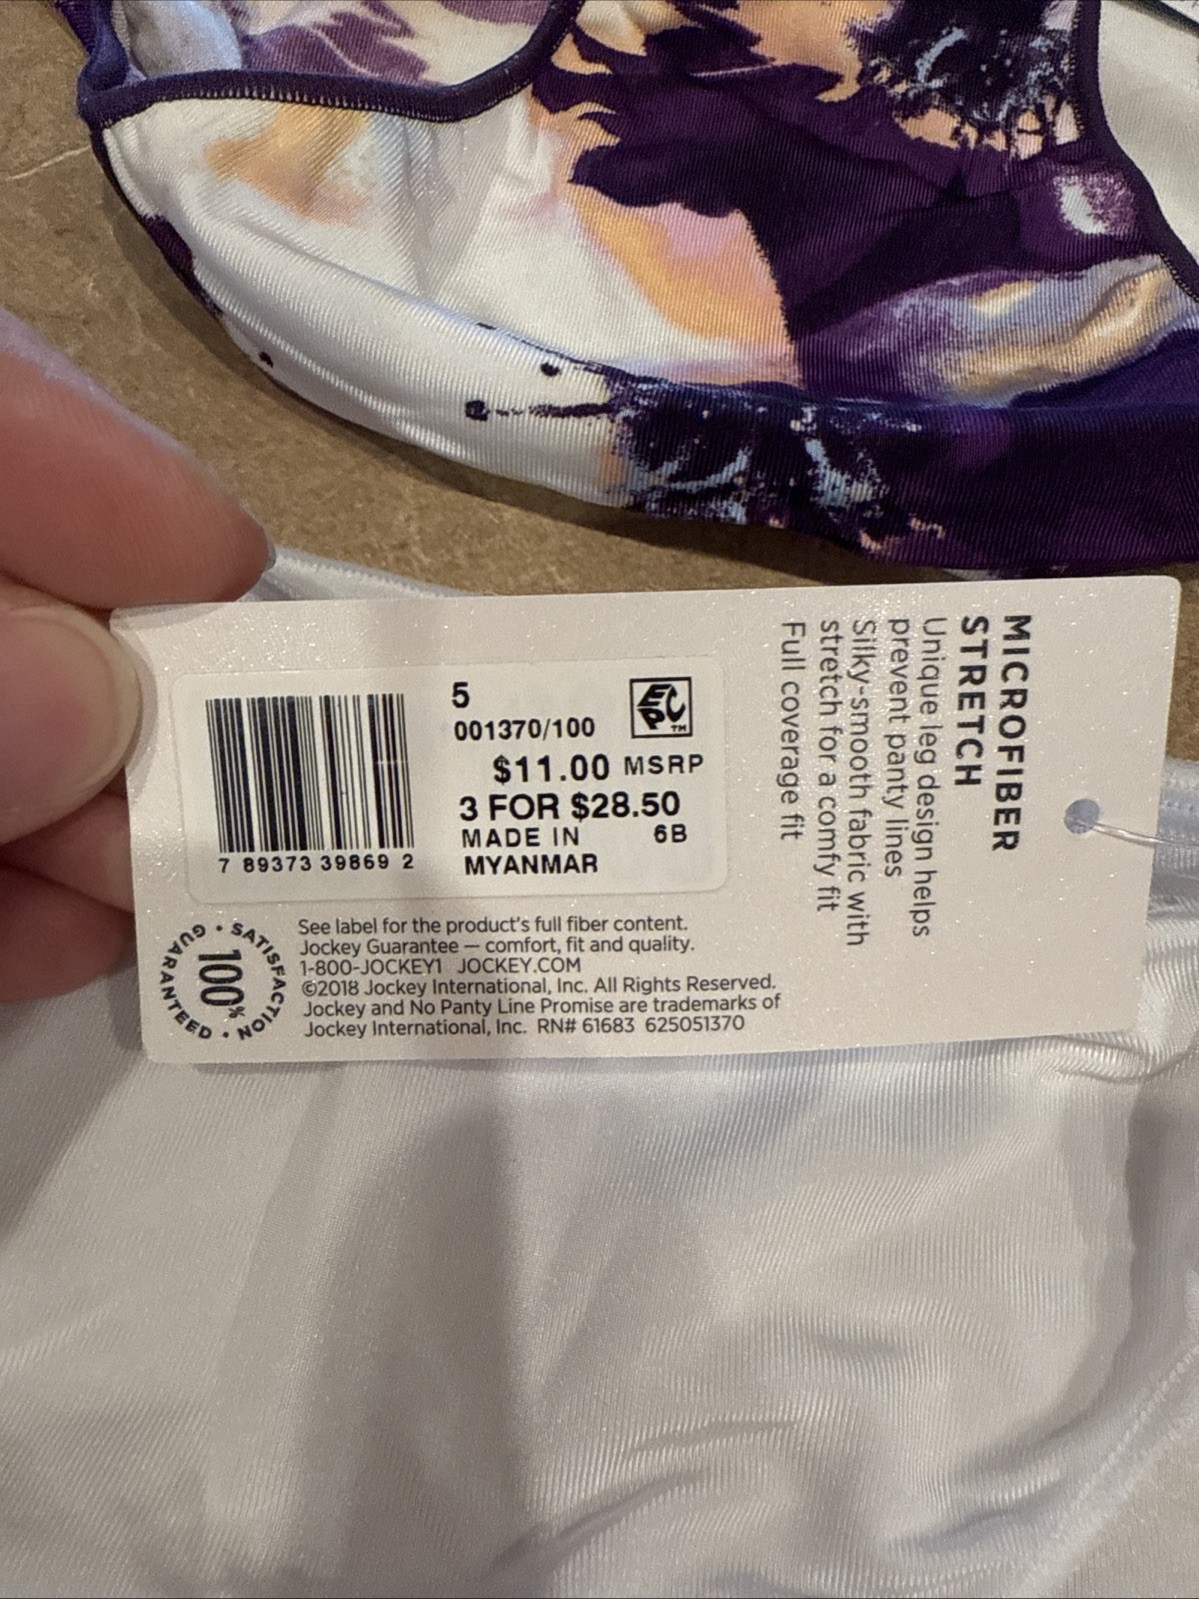 5
001370/100
EPC™
$11.00 MSRP
3 FOR $28.50
MADE IN 6B
MYANMAR
7 89373 39869 2
MICROFIBER
STRETCH
Unique leg design helps
prevent panty lines
Silky-smooth fabric with
stretch for a comfy fit
Full coverage fit
100%
SATISFACTION • GUARANTEED •
See label for the product's full fiber content.
Jockey Guarantee — comfort, fit and quality.
1-800-JOCKEY1 JOCKEY.COM
©2018 Jockey International, Inc. All Rights Reserved.
Jockey and No Panty Line Promise are trademarks of
Jockey International, Inc. RN# 61683 625051370